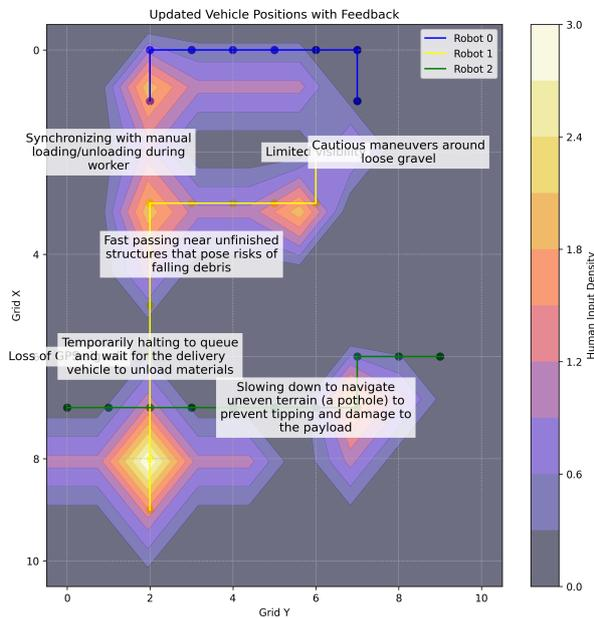 Updated Vehicle Positions with Feedback
Robot 0
Robot 1
Robot 2
Synchronizing with manual
loading/unloading during
worker
Limited visibility
Cautious maneuvers around
loose gravel
Fast passing near unfinished
structures that pose risks of
falling debris
Loss of GPS
Temporarily halting to queue
and wait for the delivery
vehicle to unload materials
Slowing down to navigate
uneven terrain (a pothole) to
prevent tipping and damage to
the payload
0
4
6
8
10
Grid X
0
2
4
6
8
10
Grid Y
3.0
2.4
1.8
1.2
0.6
0.0
Human Input Density